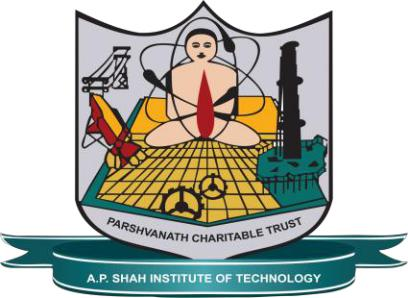 PARSHVANATH CHARITABLE TRUST
A.P. SHAH INSTITUTE OF TECHNOLOGY